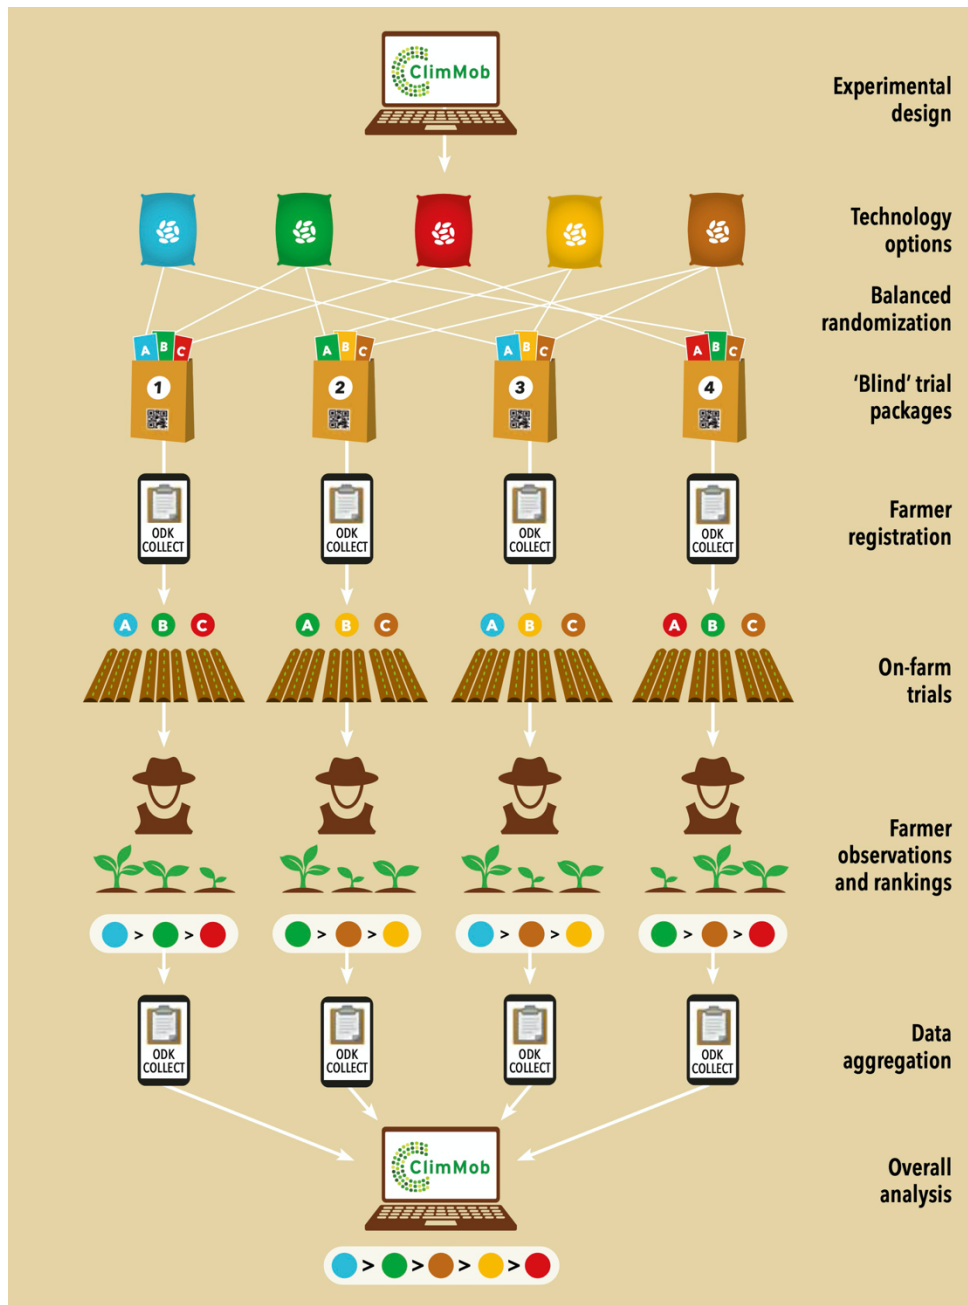 ClimMob
Experimental
design
Technology
options
Balanced
randomization
A B C
A B C
A B C
A B C
1
2
3
4
'Blind' trial
packages
ODK
COLLECT
ODK
COLLECT
ODK
COLLECT
ODK
COLLECT
Farmer
registration
A B C
A B C
A B C
A B C
On-farm
trials
Farmer
observations
and rankings
> >
> >
> >
> >
ODK
COLLECT
ODK
COLLECT
ODK
COLLECT
ODK
COLLECT
Data
aggregation
ClimMob
Overall
analysis
> > > >